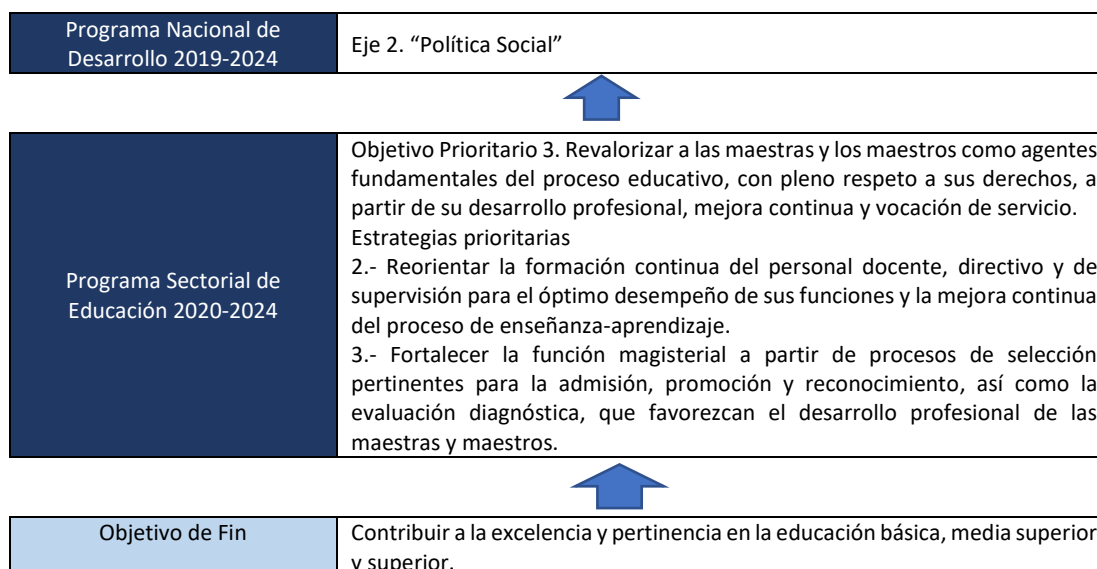 Programa Nacional de
Desarrollo 2019-2024
Eje 2. “Política Social”
Programa Sectorial de
Educación 2020-2024
Objetivo Prioritario 3. Revalorizar a las maestras y los maestros como agentes
fundamentales del proceso educativo, con pleno respeto a sus derechos, a
partir de su desarrollo profesional, mejora continua y vocación de servicio.
Estrategias prioritarias
2.- Reorientar la formación continua del personal docente, directivo y de
supervisión para el óptimo desempeño de sus funciones y la mejora continua
del proceso de enseñanza-aprendizaje.
3.- Fortalecer la función magisterial a partir de procesos de selección
pertinentes para la admisión, promoción y reconocimiento, así como la
evaluación diagnóstica, que favorezcan el desarrollo profesional de las
maestras y maestros.
Objetivo de Fin
Contribuir a la excelencia y pertinencia en la educación básica, media superior
y superior.